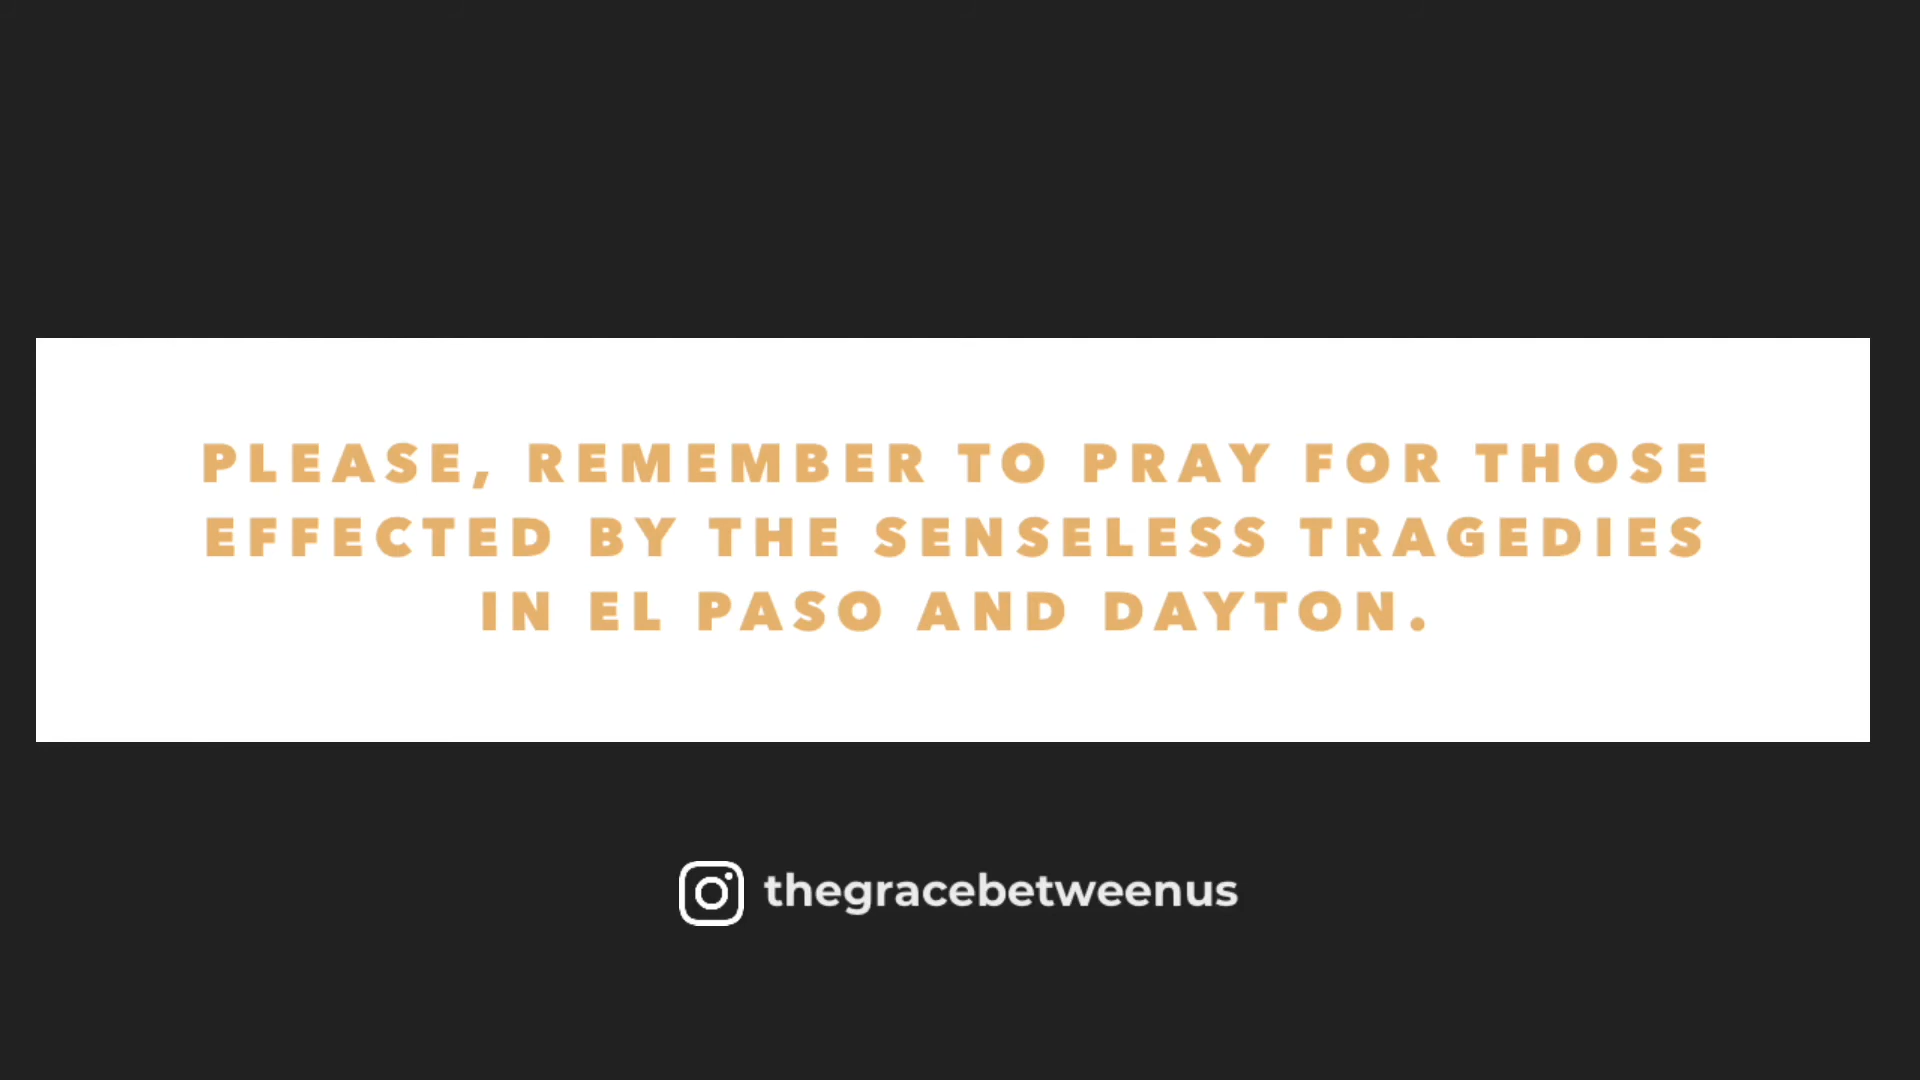 PLEASE, REMEMBER TO PRAY FOR THOSE
EFFECTED BY THE SENSELESS TRAGEDIES
IN EL PASO AND DAYTON.
thegracebetweenus